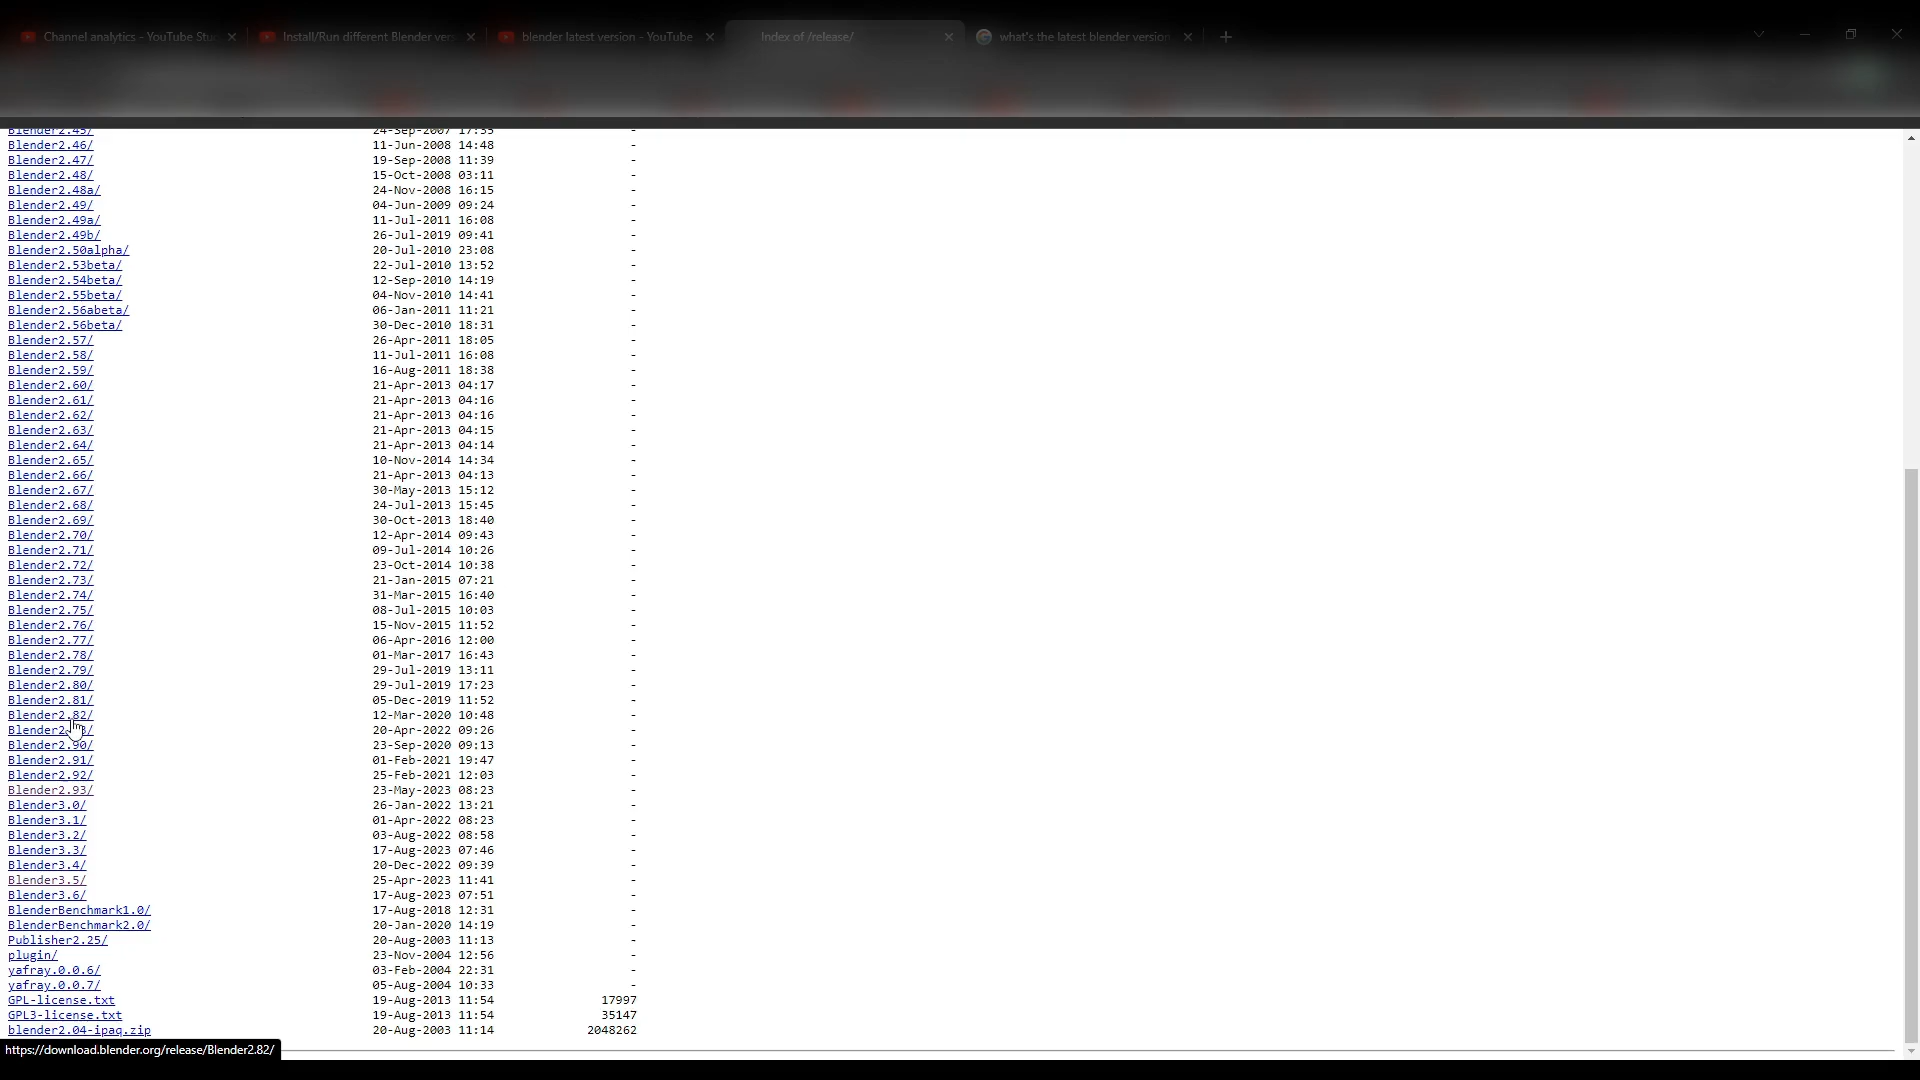 Channel analytics - YouTube Stu
Install/Run different Blender ver
blender latest version - YouTube
Index of /release/
what's the latest blender version
Blender2.45/ 24-Sep-2007 17:35 -
Blender2.46/ 11-Jun-2008 14:48 -
Blender2.47/ 19-Sep-2008 11:39 -
Blender2.48/ 15-Oct-2008 03:11 -
Blender2.48a/ 24-Nov-2008 16:15 -
Blender2.49/ 04-Jun-2009 09:24 -
Blender2.49a/ 11-Jul-2011 16:08 -
Blender2.49b/ 26-Jul-2019 09:41 -
Blender2.50alpha/ 20-Jul-2010 23:08 -
Blender2.53beta/ 22-Jul-2010 13:52 -
Blender2.54beta/ 12-Sep-2010 14:19 -
Blender2.55beta/ 04-Nov-2010 14:41 -
Blender2.56abeta/ 06-Jan-2011 11:21 -
Blender2.56beta/ 30-Dec-2010 18:31 -
Blender2.57/ 26-Apr-2011 18:05 -
Blender2.58/ 11-Jul-2011 16:08 -
Blender2.59/ 16-Aug-2011 18:38 -
Blender2.60/ 21-Apr-2013 04:17 -
Blender2.61/ 21-Apr-2013 04:16 -
Blender2.62/ 21-Apr-2013 04:16 -
Blender2.63/ 21-Apr-2013 04:15 -
Blender2.64/ 21-Apr-2013 04:14 -
Blender2.65/ 10-Nov-2014 14:34 -
Blender2.66/ 21-Apr-2013 04:13 -
Blender2.67/ 30-May-2013 15:12 -
Blender2.68/ 24-Jul-2013 15:45 -
Blender2.69/ 30-Oct-2013 18:40 -
Blender2.70/ 12-Apr-2014 09:43 -
Blender2.71/ 09-Jul-2014 10:26 -
Blender2.72/ 23-Oct-2014 10:38 -
Blender2.73/ 21-Jan-2015 07:21 -
Blender2.74/ 31-Mar-2015 16:40 -
Blender2.75/ 08-Jul-2015 10:03 -
Blender2.76/ 15-Nov-2015 11:52 -
Blender2.77/ 06-Apr-2016 12:00 -
Blender2.78/ 01-Mar-2017 16:43 -
Blender2.79/ 29-Jul-2019 13:11 -
Blender2.80/ 29-Jul-2019 17:23 -
Blender2.81/ 05-Dec-2019 11:52 -
Blender2.82/ 12-Mar-2020 10:48 -
Blender2.83/ 20-Apr-2022 09:26 -
Blender2.90/ 23-Sep-2020 09:13 -
Blender2.91/ 01-Feb-2021 19:47 -
Blender2.92/ 25-Feb-2021 12:03 -
Blender2.93/ 23-May-2023 08:23 -
Blender3.0/ 26-Jan-2022 13:21 -
Blender3.1/ 01-Apr-2022 08:23 -
Blender3.2/ 03-Aug-2022 08:58 -
Blender3.3/ 17-Aug-2023 07:46 -
Blender3.4/ 20-Dec-2022 09:39 -
Blender3.5/ 25-Apr-2023 11:41 -
Blender3.6/ 17-Aug-2023 07:51 -
BlenderBenchmark1.0/ 17-Aug-2018 12:31 -
BlenderBenchmark2.0/ 20-Jan-2020 14:19 -
Publisher2.25/ 20-Aug-2003 11:13 -
plugin/ 23-Nov-2004 12:56 -
yafray.0.0.6/ 03-Feb-2004 22:31 -
yafray.0.0.7/ 05-Aug-2004 10:33 -
GPL-license.txt 19-Aug-2013 11:54 17997
GPL3-license.txt 19-Aug-2013 11:54 35147
blender2.04-ipaq.zip 20-Aug-2003 11:14 2048262
https://download.blender.org/release/Blender2.82/